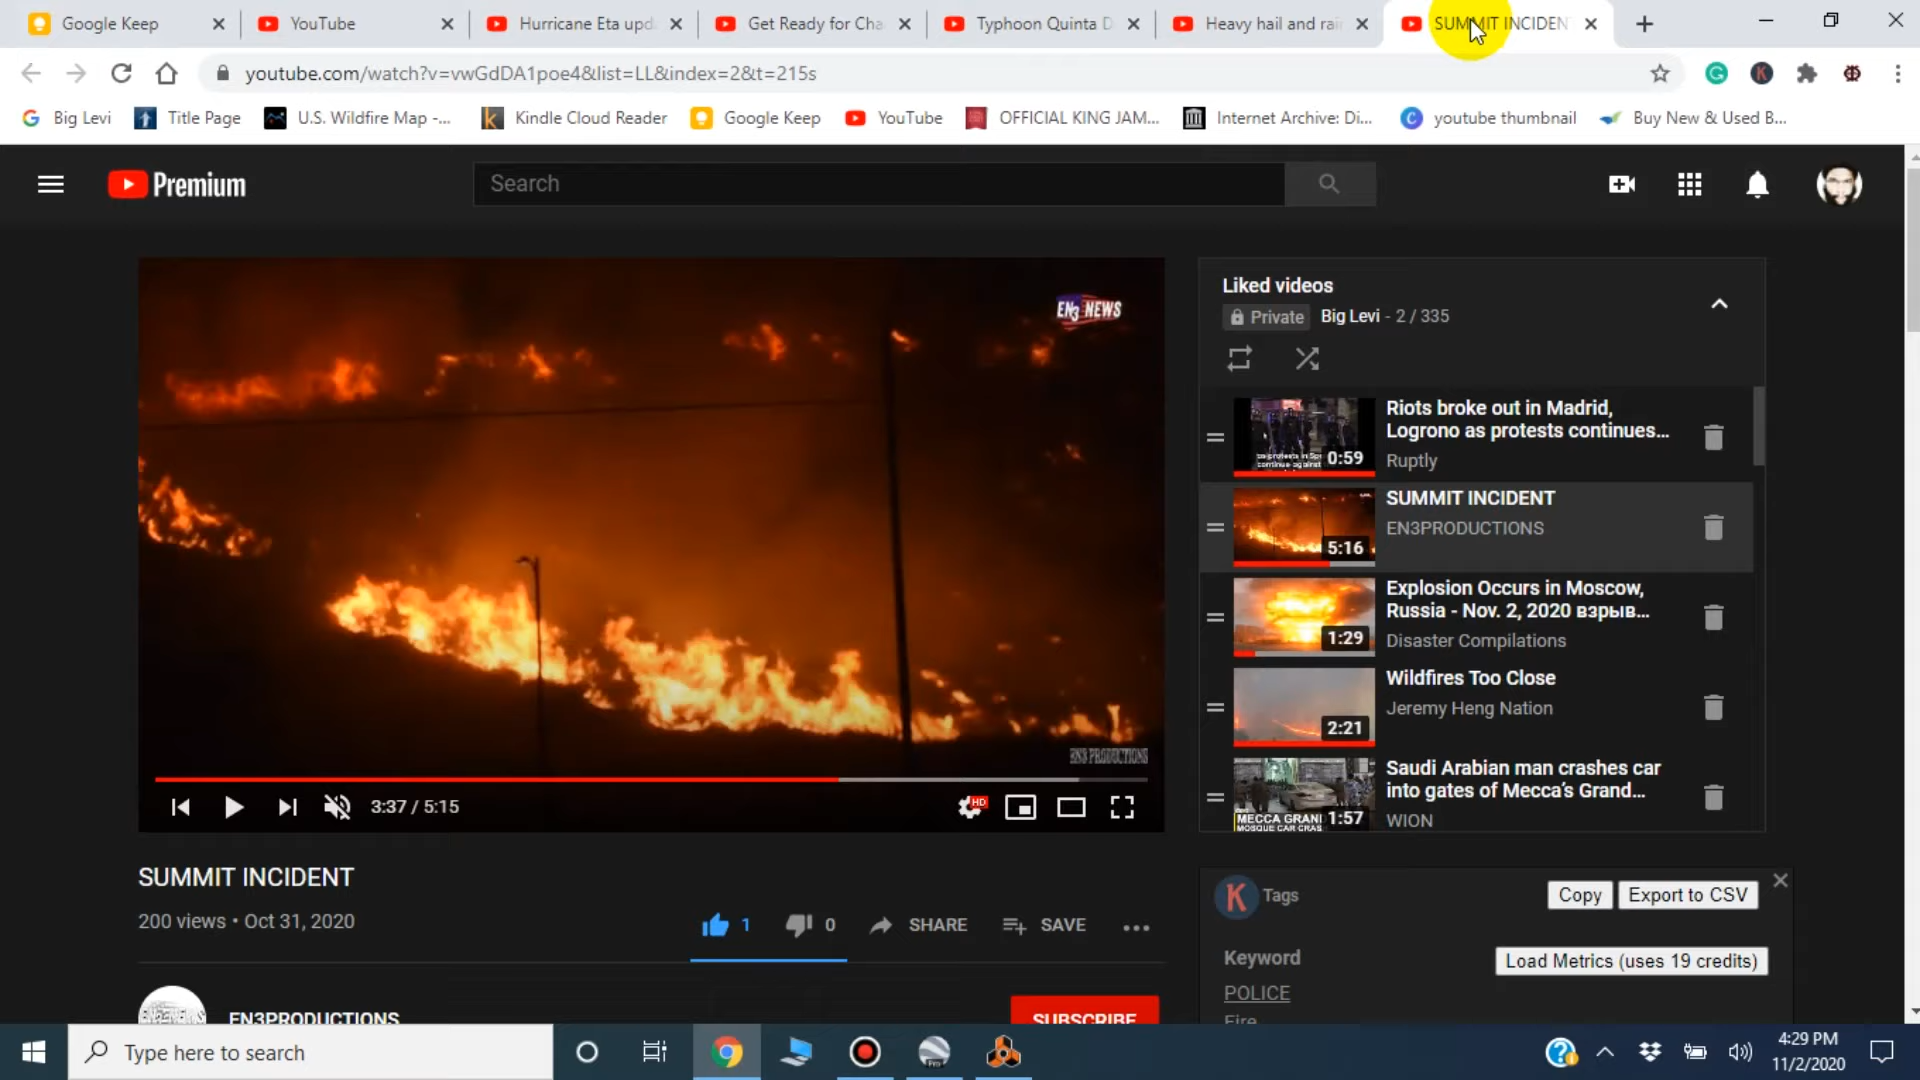 Google Keep
YouTube
Hurricane Eta upd
Get Ready for Cha
Typhoon Quinta D
Heavy hail and rai
SUMMIT INCIDEN
youtube.com/watch?v=vwGdDA1poe4&list=LL&index=2&t=215s
Big Levi
Title Page
U.S. Wildfire Map -...
Kindle Cloud Reader
Google Keep
YouTube
OFFICIAL KING JAM...
Internet Archive: Di...
youtube thumbnail
Buy New & Used B...
Premium
Search
EN3 NEWS
EN3 PRODUCTIONS
3:37 / 5:15
HD
SUMMIT INCIDENT
200 views • Oct 31, 2020
1
0
SHARE
SAVE
EN3PRODUCTIONS
SUBSCRIBE
Liked videos
Private Big Levi - 2 / 335
Riots broke out in Madrid,
Logrono as protests continues...
Ruptly
0:59
SUMMIT INCIDENT
EN3PRODUCTIONS
5:16
Explosion Occurs in Moscow,
Russia - Nov. 2, 2020 взрыв...
Disaster Compilations
1:29
Wildfires Too Close
Jeremy Heng Nation
2:21
Saudi Arabian man crashes car
into gates of Mecca's Grand...
WION
MECCA GRAND
MOSQUE CAR CRAS
1:57
K Tags
Copy
Export to CSV
Keyword
Load Metrics (uses 19 credits)
POLICE
Fire
Type here to search
4:29 PM
11/2/2020